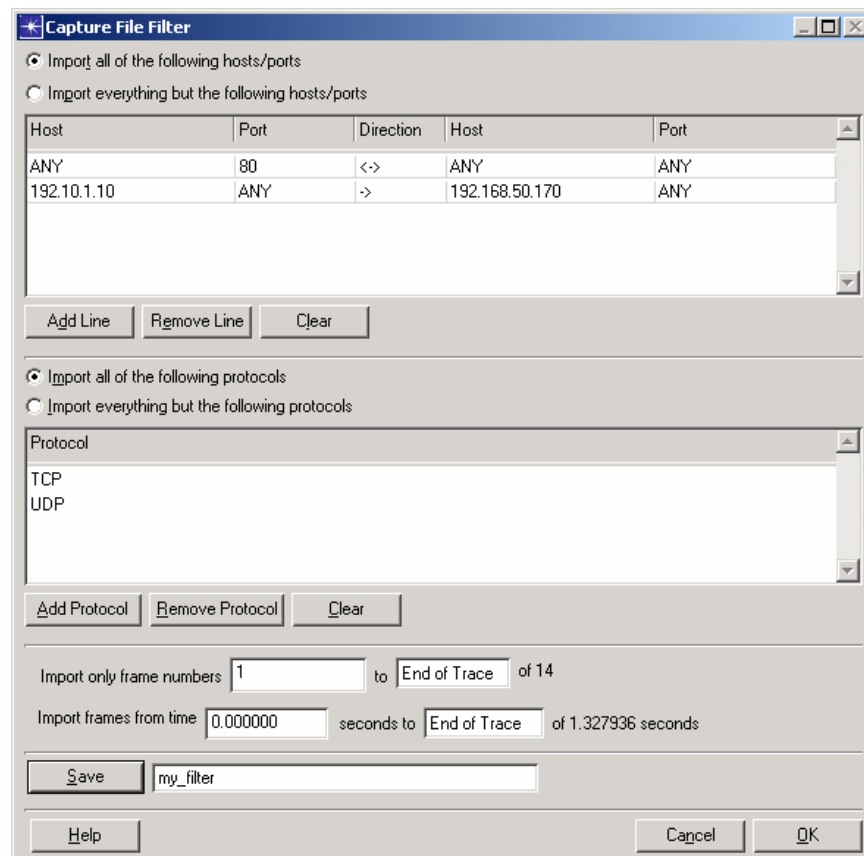 Capture File Filter
Import all of the following hosts/ports
Import everything but the following hosts/ports
Host Port Direction Host Port
ANY 80 <-> ANY ANY
192.10.1.10 ANY -> 192.168.50.170 ANY
Add Line Remove Line Clear
Import all of the following protocols
Import everything but the following protocols
Protocol
TCP
UDP
Add Protocol Remove Protocol Clear
Import only frame numbers 1 to End of Trace of 14
Import frames from time 0.000000 seconds to End of Trace of 1.327936 seconds
Save my_filter
Help Cancel OK